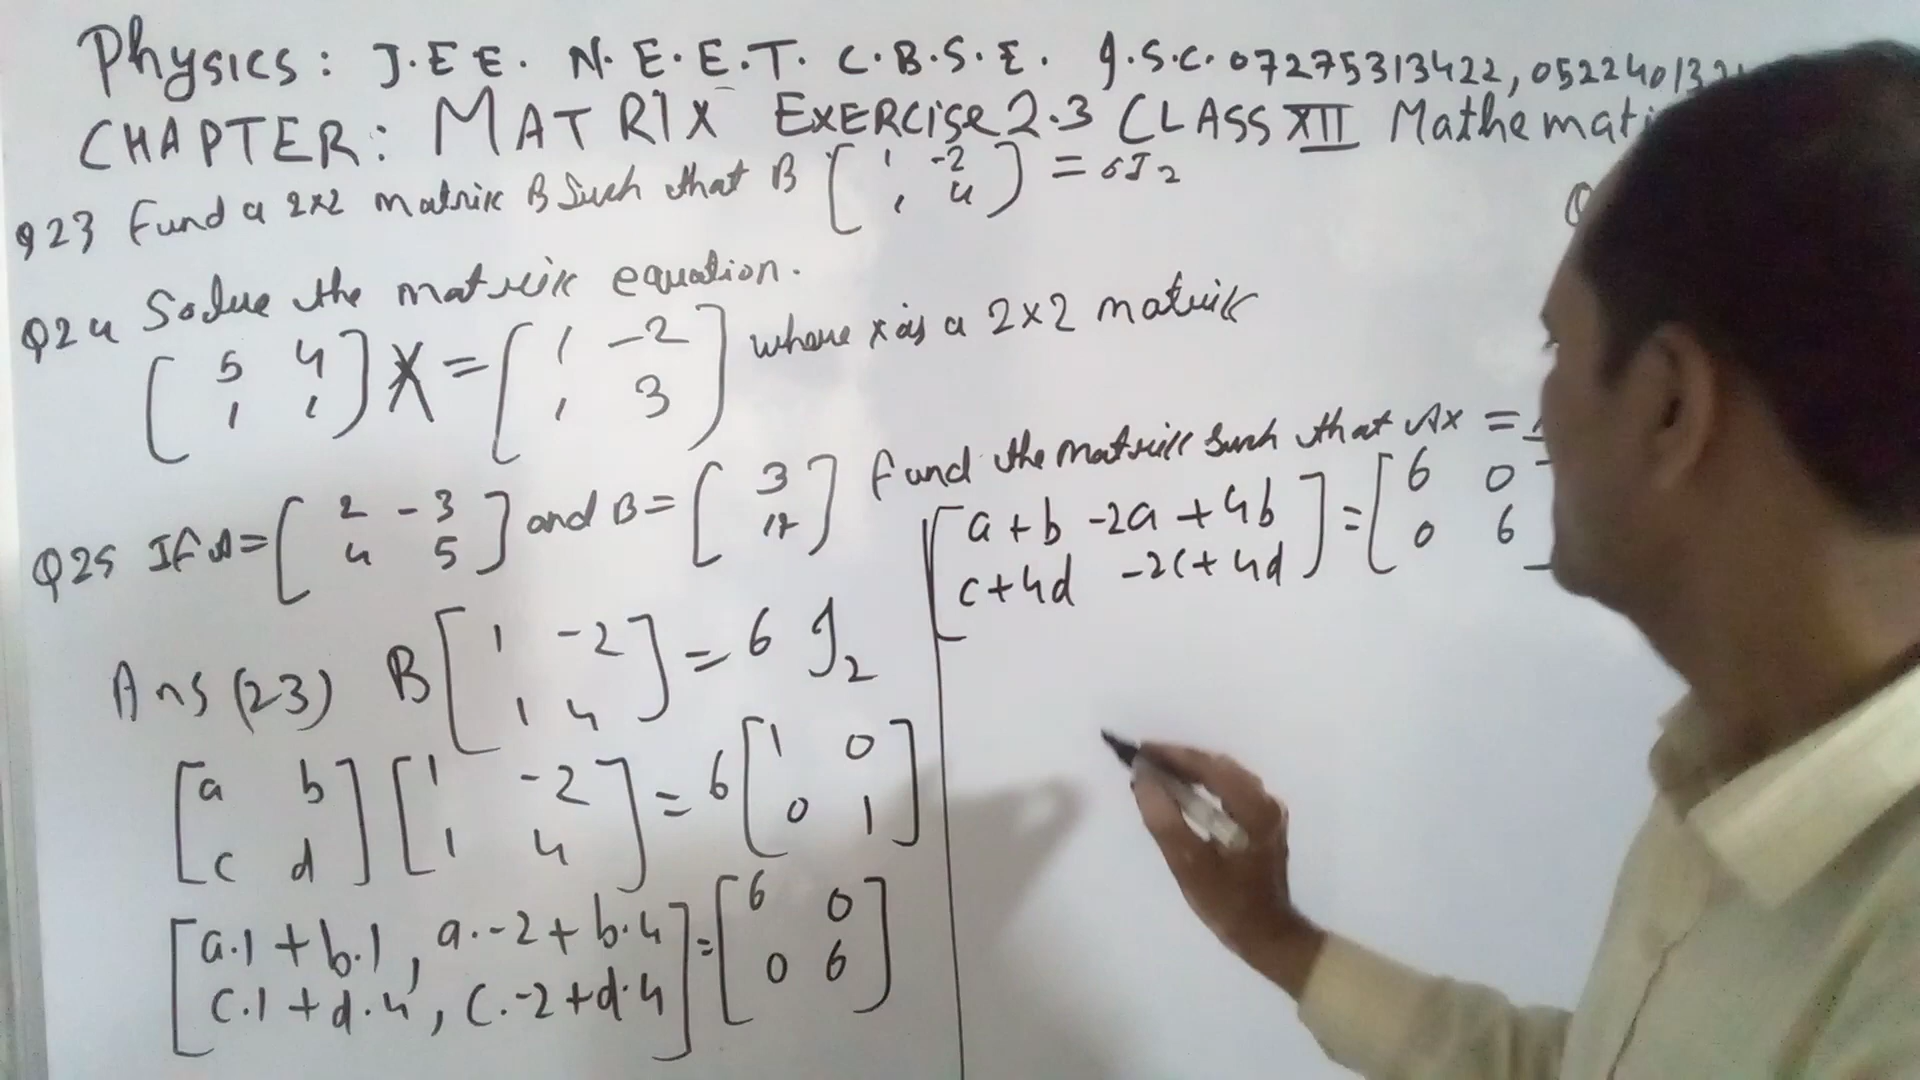 Physics: J.E E. N.E.E.T. C.B.S.E. J.S.C. 07275313422, 05224013
CHAPTER: MATRIX EXERCISE 2.3 CLASS XII Mathemati
Q23 Fund a 2x2 matrix B Such that B [1 -2
1 4] = 6I2
Q24 Solve the matrix equation.
[5 4
1 1] X = [1 -2
1 3] where x is a 2x2 matrix
Q25 If A = [2 -3
4 5] and B = [3
17] fund the matrix such that AX =
Ans (23) B [1 -2
1 4] = 6 I2
[a b
c d] [1 -2
1 4] = 6 [1 0
0 1]
[a.1 + b.1, a.-2 + b.4
c.1 + d.4, c.-2 + d.4] = [6 0
0 6]
[a + b -2a + 4b
c + 4d -2c + 4d] = [6 0
0 6]